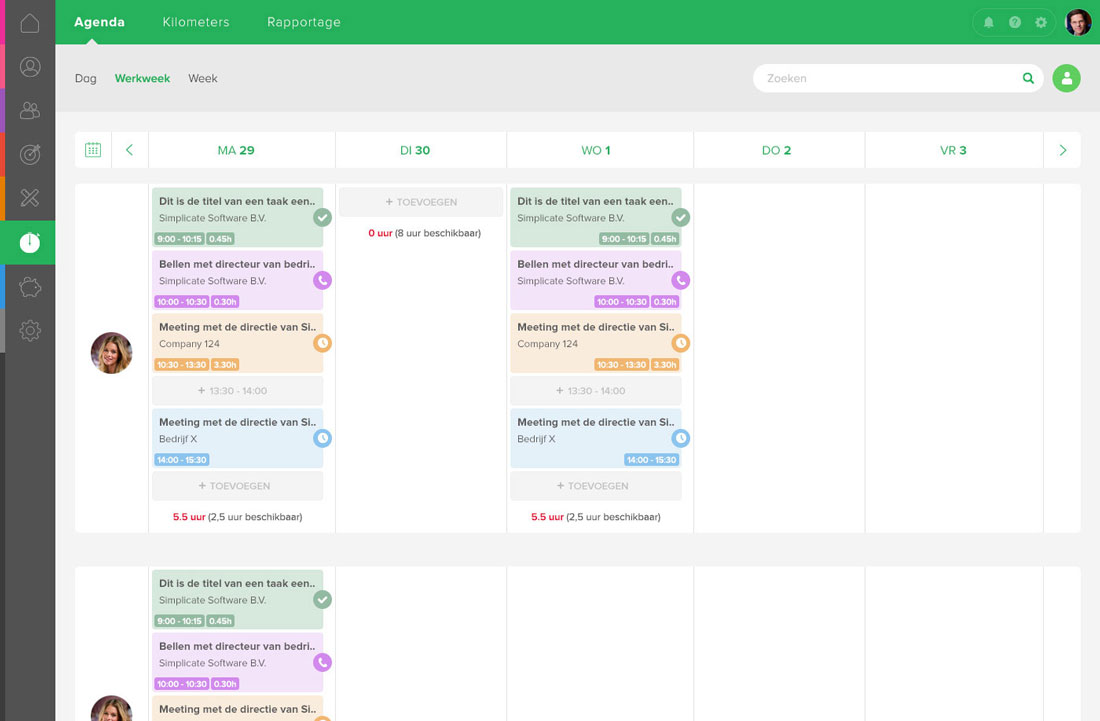 Agenda Kilometers Rapportage
Dag Werkweek Week
Zoeken
MA 29 DI 30 WO 1 DO 2 VR 3
Dit is de titel van een taak een..
Simplicate Software B.V.
9:00 - 10:15 0.45h
Bellen met directeur van bedri..
Simplicate Software B.V.
10:00 - 10:30 0.30h
Meeting met de directie van Si..
Company 124
10:30 - 13:30 3.30h
+ 13:30 - 14:00
Meeting met de directie van Si..
Bedrijf X
14:00 - 15:30
+ TOEVOEGEN
5.5 uur (2,5 uur beschikbaar)
+ TOEVOEGEN
0 uur (8 uur beschikbaar)
Dit is de titel van een taak een..
Simplicate Software B.V.
9:00 - 10:15 0.45h
Bellen met directeur van bedri..
Simplicate Software B.V.
10:00 - 10:30 0.30h
Meeting met de directie van Si..
Company 124
10:30 - 13:30 3.30h
+ 13:30 - 14:00
Meeting met de directie van Si..
Bedrijf X
14:00 - 15:30
+ TOEVOEGEN
5.5 uur (2,5 uur beschikbaar)
Dit is de titel van een taak een..
Simplicate Software B.V.
9:00 - 10:15 0.45h
Bellen met directeur van bedri..
Simplicate Software B.V.
10:00 - 10:30 0.30h
Meeting met de directie van Si..